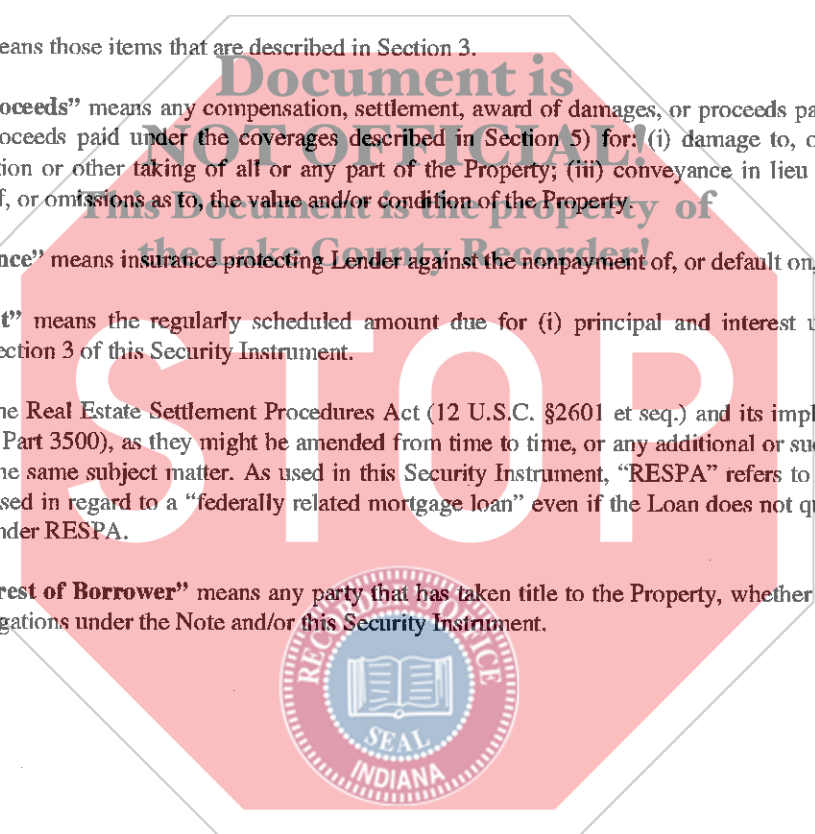 eans those items that are described in Section 3.
Document is
oceeds” means any compensation, settlement, award of damages, or proceeds pa
roceeds paid under the coverages described in Section 5) for: (i) damage to, o
NOT OFFICIAL!
tion or other taking of all or any part of the Property; (iii) conveyance in lieu
f, or omissions as to, the value and/or condition of the Property.
This Document is the property of
the Lake County Recorder!
nce” means insurance protecting Lender against the nonpayment of, or default on,
t” means the regularly scheduled amount due for (i) principal and interest u
ection 3 of this Security Instrument.
STOP
he Real Estate Settlement Procedures Act (12 U.S.C. §2601 et seq.) and its impl
Part 3500), as they might be amended from time to time, or any additional or suc
he same subject matter. As used in this Security Instrument, “RESPA” refers to
sed in regard to a “federally related mortgage loan” even if the Loan does not qu
nder RESPA.
rest of Borrower” means any party that has taken title to the Property, whether
gations under the Note and/or this Security Instrument.
RECORDER'S OFFICE
SEAL
INDIANA